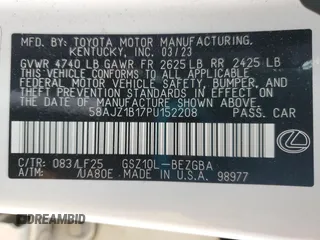 MFD. BY: TOYOTA MOTOR MANUFACTURING,
KENTUCKY, INC. 03/23
GVWR 4740 LB GAWR FR 2625 LB RR 2425 LB
THIS VEHICLE CONFORMS TO ALL APPLICABLE
FEDERAL MOTOR VEHICLE SAFETY, BUMPER, AND
THEFT PREVENTION STANDARDS IN EFFECT ON THE
DATE OF MANUFACTURE SHOWN ABOVE.
58AJZ1B17PU152208 PASS. CAR
C/TR: 083/LF25 GSZ10L-BEZGBA
A/TM: /UA80E MADE IN U.S.A. 98977
LEXUS
DREAMBID